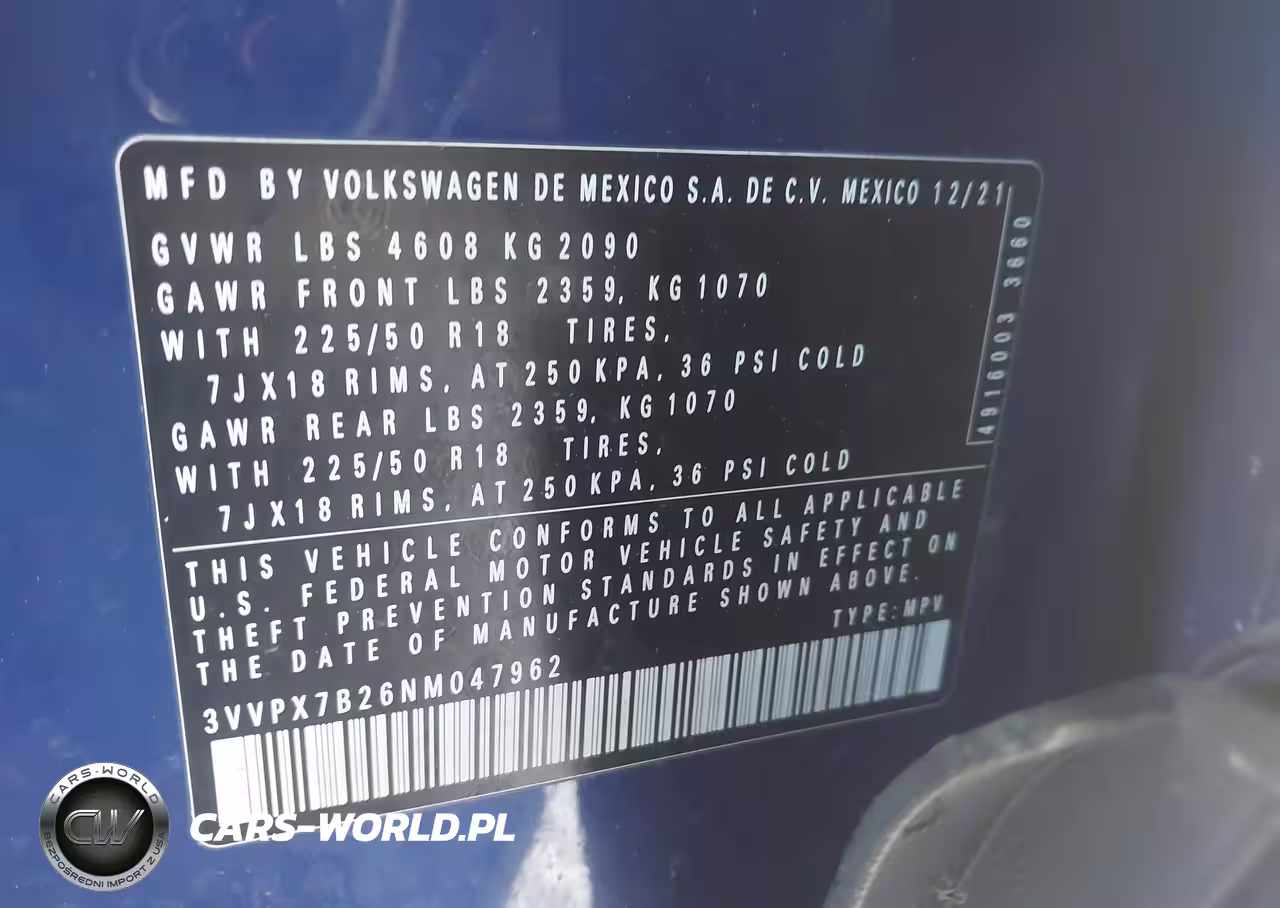 MFD BY VOLKSWAGEN DE MEXICO S.A. DE C.V. MEXICO 12/21
GVWR LBS 4608 KG 2090
GAWR FRONT LBS 2359, KG 1070
WITH 225/50 R18 TIRES,
7JX18 RIMS, AT 250 KPA, 36 PSI COLD
GAWR REAR LBS 2359, KG 1070
WITH 225/50 R18 TIRES,
7JX18 RIMS, AT 250 KPA, 36 PSI COLD
4916003 3660
THIS VEHICLE CONFORMS TO ALL APPLICABLE
U.S. FEDERAL MOTOR VEHICLE SAFETY AND
THEFT PREVENTION STANDARDS IN EFFECT ON
THE DATE OF MANUFACTURE SHOWN ABOVE.
TYPE: MPV
3VVPX7B26NM047962
CARS-WORLD
CW
BEZPOŚREDNI IMPORT Z USA
CARS-WORLD.PL